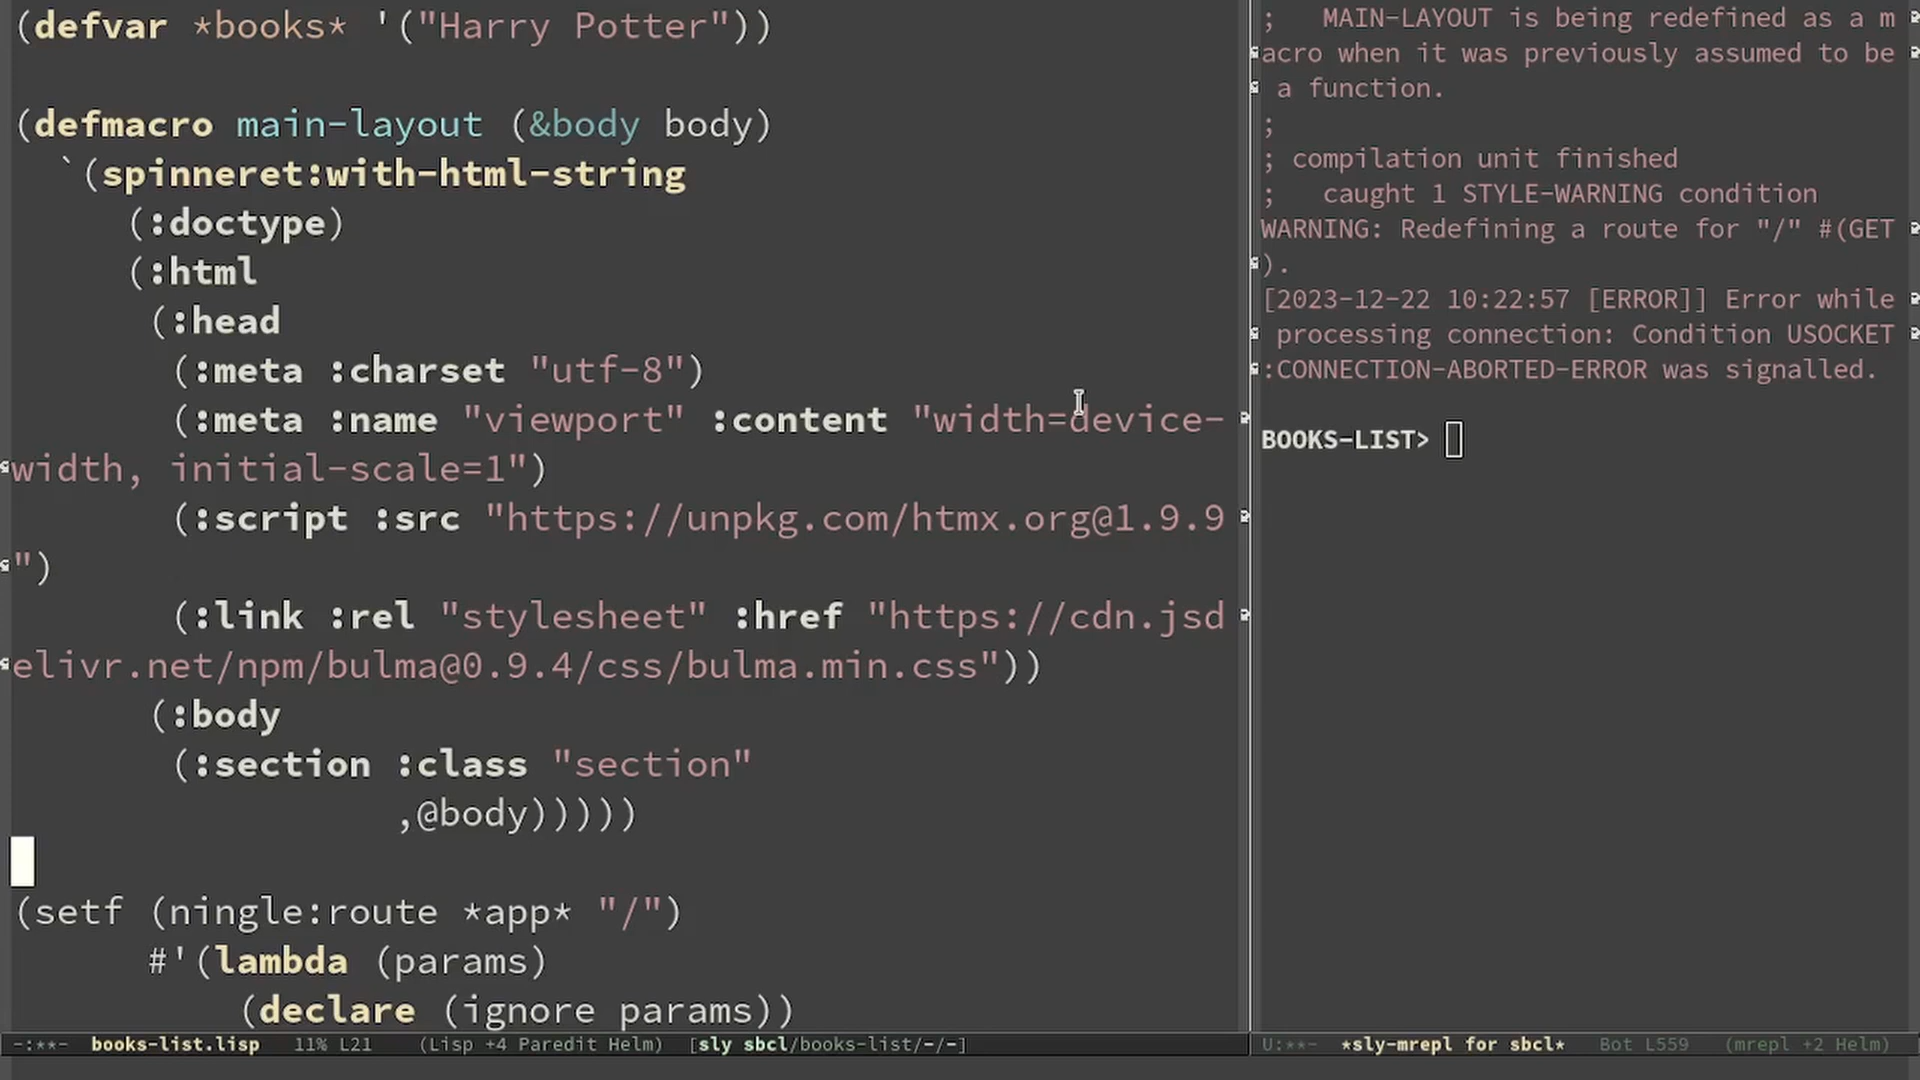 (defvar *books* '("Harry Potter"))
(defmacro main-layout (&body body)
`(spinneret:with-html-string
(:doctype)
(:html
(:head
(:meta :charset "utf-8")
(:meta :name "viewport" :content "width=device-
width, initial-scale=1")
(:script :src "https://unpkg.com/htmx.org@1.9.9
")
(:link :rel "stylesheet" :href "https://cdn.jsd
elivr.net/npm/bulma@0.9.4/css/bulma.min.css"))
(:body
(:section :class "section"
,@body)))))
(setf (ningle:route *app* "/")
#'(lambda (params)
(declare (ignore params))
-:**- books-list.lisp 11% L21 (Lisp +4 Paredit Helm) [sly sbcl/books-list/-/-]
; MAIN-LAYOUT is being redefined as a m
acro when it was previously assumed to be
a function.
;
; compilation unit finished
; caught 1 STYLE-WARNING condition
WARNING: Redefining a route for "/" #(GET
).
[2023-12-22 10:22:57 [ERROR]] Error while
processing connection: Condition USOCKET
:CONNECTION-ABORTED-ERROR was signalled.
BOOKS-LIST>
U:**- *sly-mrepl for sbcl* Bot L559 (mrepl +2 Helm)